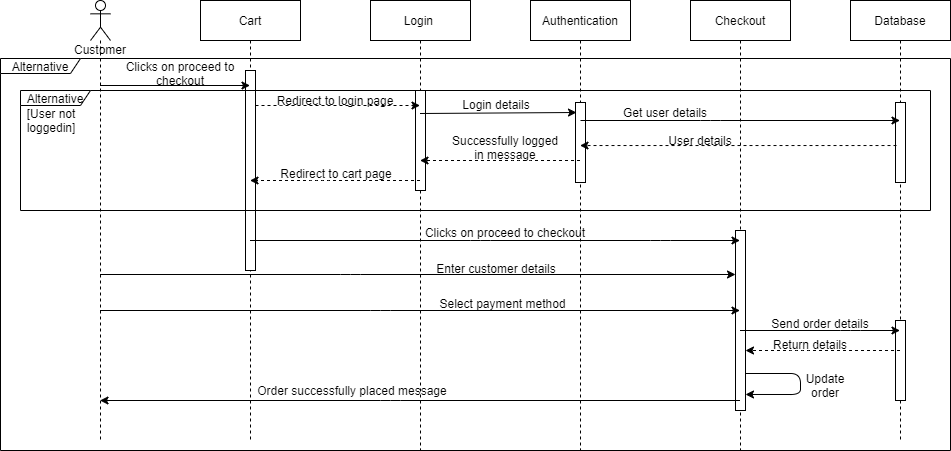 Cart
Login
Authentication
Checkout
Database
Customer
Alternative
Clicks on proceed to
checkout
Alternative
[User not
loggedin]
Redirect to login page
Login details
Get user details
Successfully logged
in message
User details
Redirect to cart page
Clicks on proceed to checkout
Enter customer details
Select payment method
Send order details
Return details
Update
order
Order successfully placed message